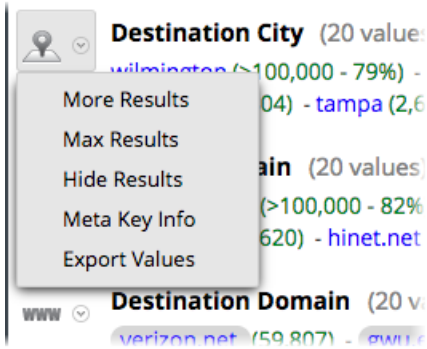 Destination City (20 value
wilmington (>100,000 - 79%) -
04) - tampa (2,6
ain (20 values)
(>100,000 - 82%
620) - hinet.net
More Results
Max Results
Hide Results
Meta Key Info
Export Values
www Destination Domain (20 v
verizon.net (59,807) - gwu